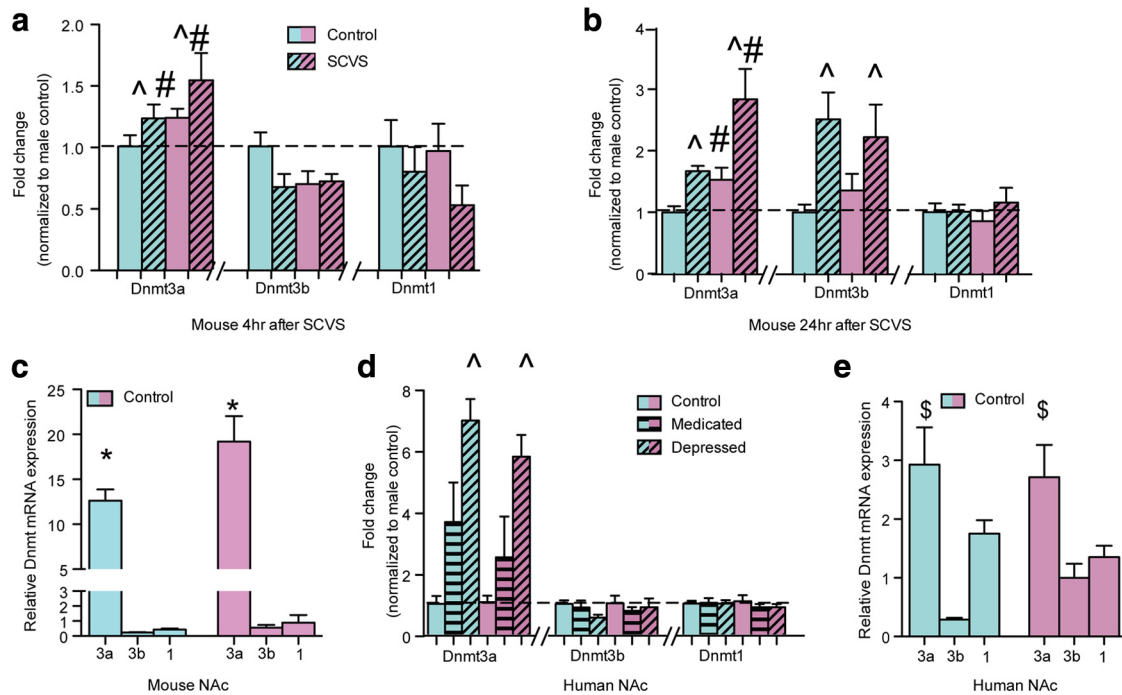 a
2.0
1.5
1.0
0.5
0.0
Fold change
(normalized to male control)
^ # ^#
Control
SCVS
Dnmt3a Dnmt3b Dnmt1
Mouse 4hr after SCVS
b
4
3
2
1
0
Fold change
(normalized to male control)
^ # ^# ^ ^
Dnmt3a Dnmt3b Dnmt1
Mouse 24hr after SCVS
c
25
20
15
10
5
3
2
1
0
Relative Dnmt mRNA expression
Control
* *
3a 3b 1 3a 3b 1
Mouse NAc
d
8
6
4
2
0
Fold change
(normalized to male control)
^ ^
Control
Medicated
Depressed
Dnmt3a Dnmt3b Dnmt1
Human NAc
e
4
3
2
1
0
Relative Dnmt mRNA expression
Control
$ $
3a 3b 1 3a 3b 1
Human NAc